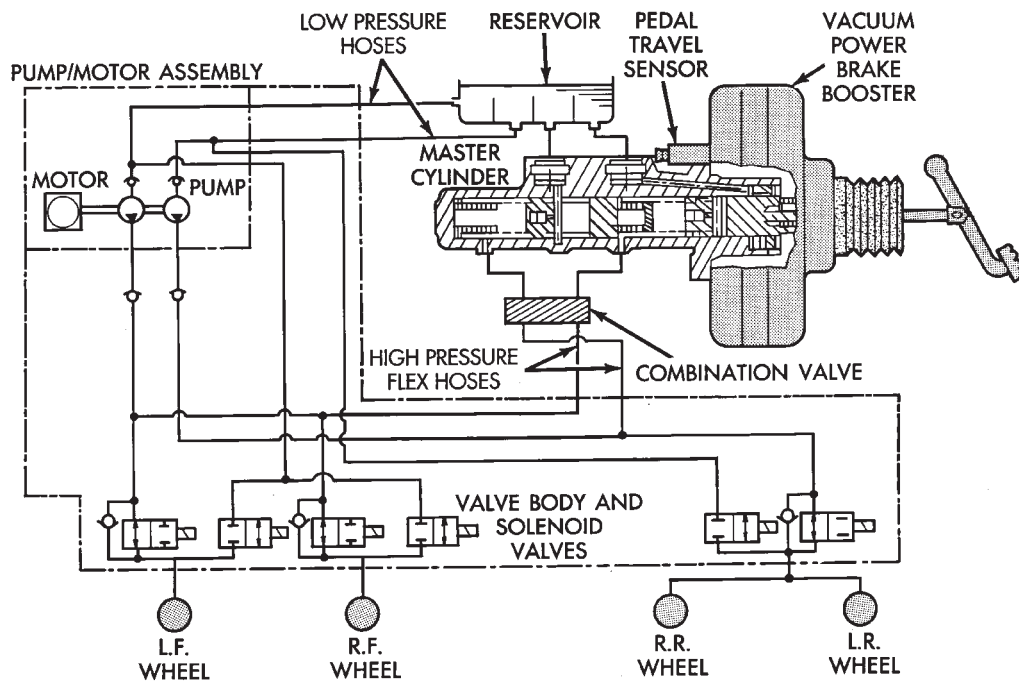 LOW PRESSURE
HOSES
RESERVOIR
PEDAL
TRAVEL
SENSOR
VACUUM
POWER
BRAKE
BOOSTER
PUMP/MOTOR ASSEMBLY
MASTER
CYLINDER
MOTOR
PUMP
HIGH PRESSURE
FLEX HOSES
COMBINATION VALVE
VALVE BODY AND
SOLENOID
VALVES
L.F.
WHEEL
R.F.
WHEEL
R.R.
WHEEL
L.R.
WHEEL